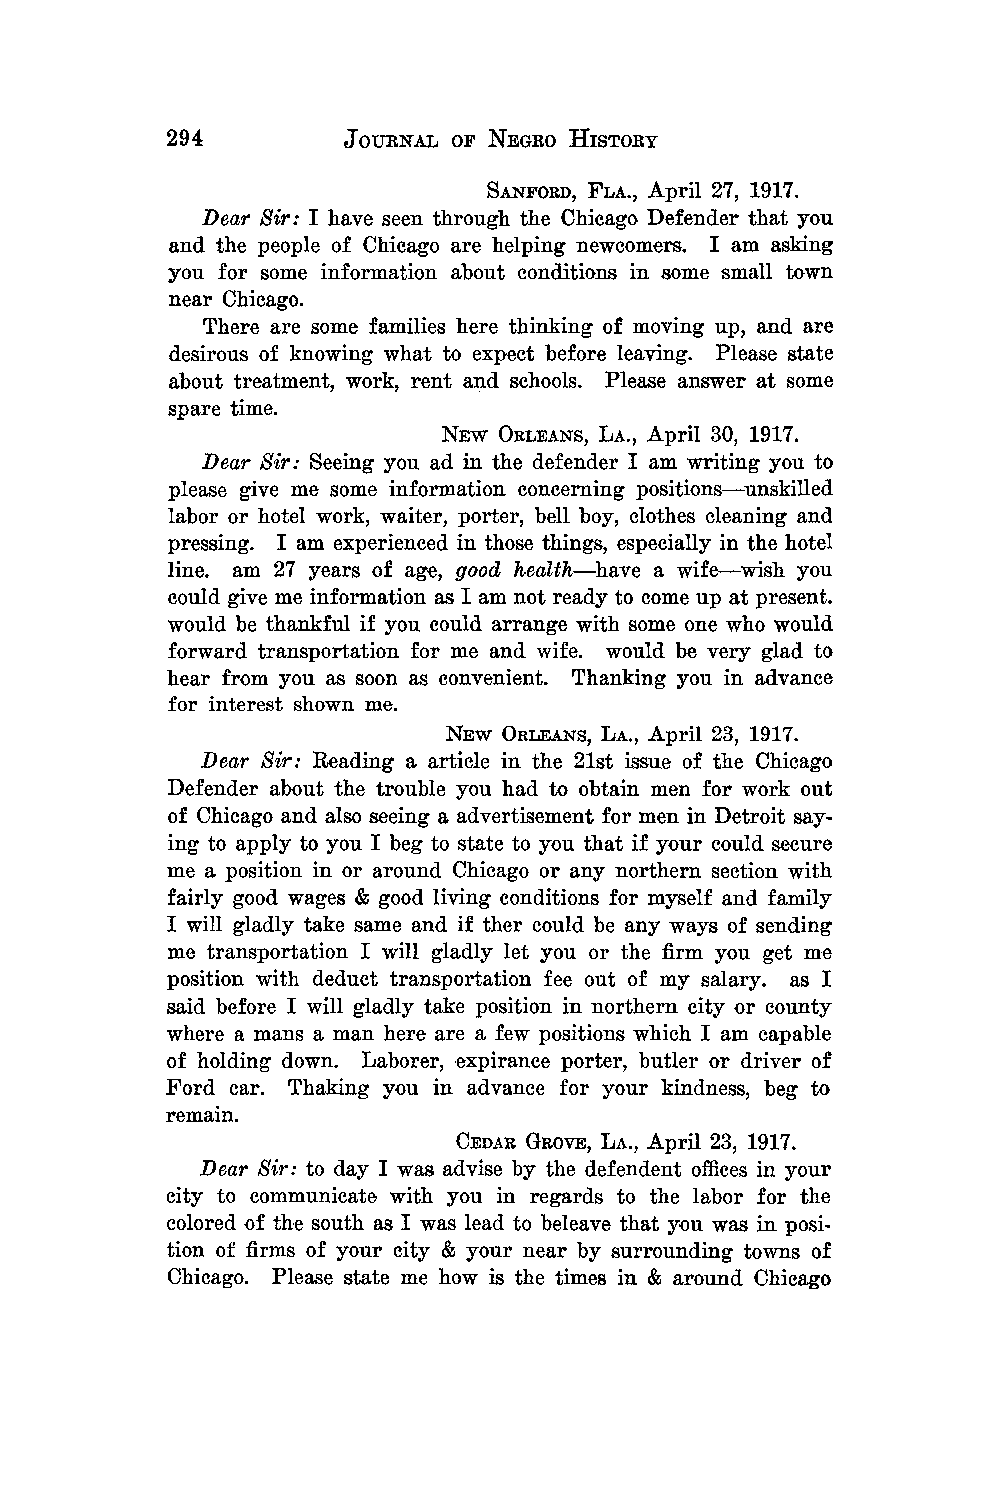 294 JOURNAL OF NEGRO HISTORY
SANFORD, FLA., April 27, 1917.
Dear Sir: I have seen through the Chicago Defender that you
and the people of Chicago are helping newcomers. I am asking
you for some information about conditions in some small town
near Chicago.
There are some families here thinking of moving up, and are
desirous of knowing what to expect before leaving. Please state
about treatment, work, rent and schools. Please answer at some
spare time.
NEW ORLEANS, LA., April 30, 1917.
Dear Sir: Seeing you ad in the defender I am writing you to
please give me some information concerning positions—unskilled
labor or hotel work, waiter, porter, bell boy, clothes cleaning and
pressing. I am experienced in those things, especially in the hotel
line. am 27 years of age, good health—have a wife—wish you
could give me information as I am not ready to come up at present.
would be thankful if you could arrange with some one who would
forward transportation for me and wife. would be very glad to
hear from you as soon as convenient. Thanking you in advance
for interest shown me.
NEW ORLEANS, LA., April 23, 1917.
Dear Sir: Reading a article in the 21st issue of the Chicago
Defender about the trouble you had to obtain men for work out
of Chicago and also seeing a advertisement for men in Detroit say-
ing to apply to you I beg to state to you that if your could secure
me a position in or around Chicago or any northern section with
fairly good wages & good living conditions for myself and family
I will gladly take same and if ther could be any ways of sending
me transportation I will gladly let you or the firm you get me
position with deduct transportation fee out of my salary. as I
said before I will gladly take position in northern city or county
where a mans a man here are a few positions which I am capable
of holding down. Laborer, expirance porter, butler or driver of
Ford car. Thaking you in advance for your kindness, beg to
remain.
CEDAR GROVE, LA., April 23, 1917.
Dear Sir: to day I was advise by the defendent offices in your
city to communicate with you in regards to the labor for the
colored of the south as I was lead to beleave that you was in posi-
tion of firms of your city & your near by surrounding towns of
Chicago. Please state me how is the times in & around Chicago